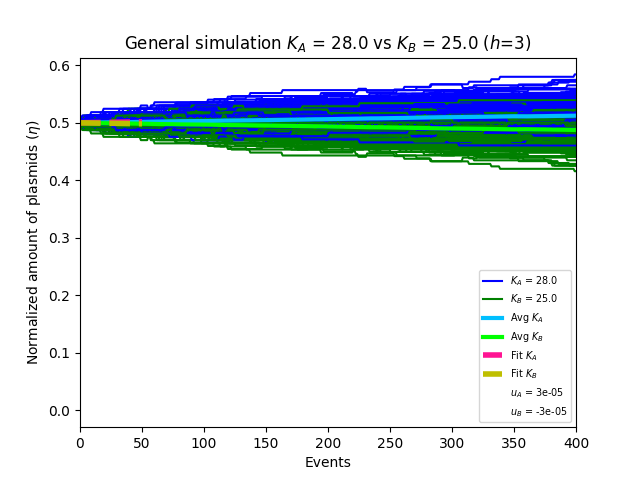 General simulation K_A = 28.0 vs K_B = 25.0 (h=3)
Normalized amount of plasmids (η)
0.6
0.5
0.4
0.3
0.2
0.1
0.0
K_A = 28.0
K_B = 25.0
Avg K_A
Avg K_B
Fit K_A
Fit K_B
u_A = 3e-05
u_B = -3e-05
0 50 100 150 200 250 300 350 400
Events